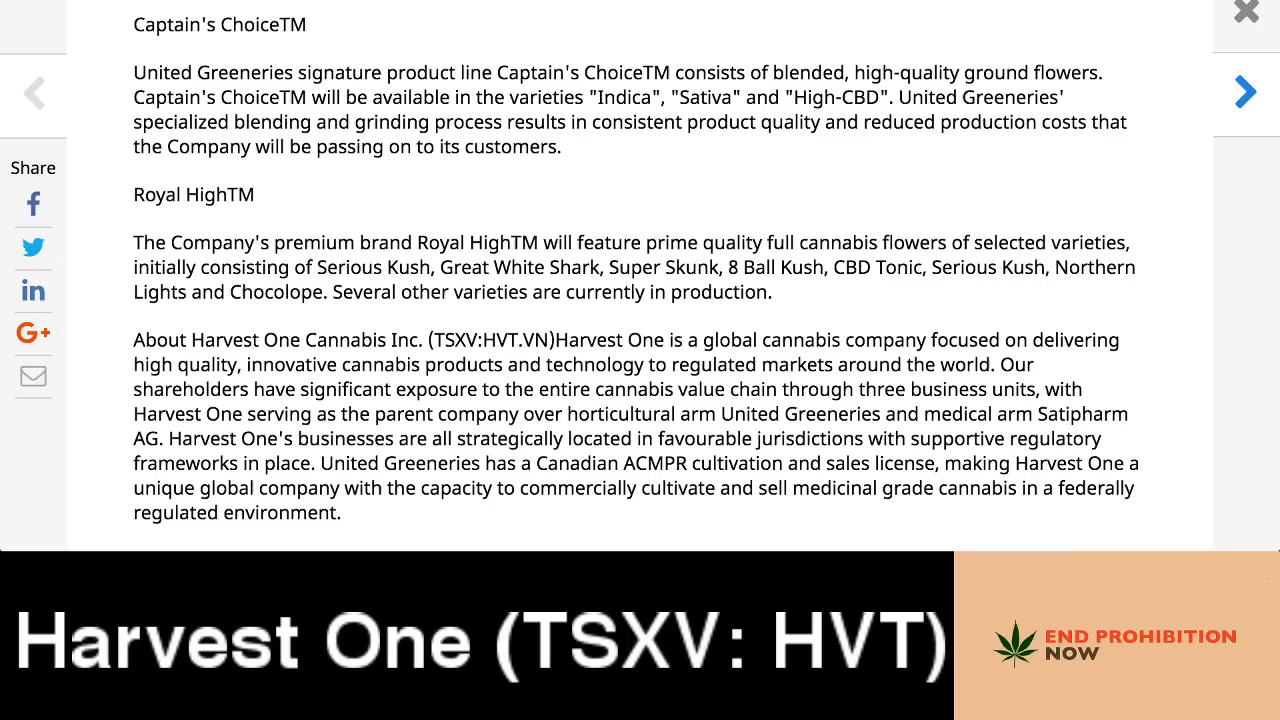 Captain's ChoiceTM
United Greeneries signature product line Captain's ChoiceTM consists of blended, high-quality ground flowers.
Captain's ChoiceTM will be available in the varieties "Indica", "Sativa" and "High-CBD". United Greeneries'
specialized blending and grinding process results in consistent product quality and reduced production costs that
the Company will be passing on to its customers.
Share
Royal HighTM
The Company's premium brand Royal HighTM will feature prime quality full cannabis flowers of selected varieties,
initially consisting of Serious Kush, Great White Shark, Super Skunk, 8 Ball Kush, CBD Tonic, Serious Kush, Northern
Lights and Chocolope. Several other varieties are currently in production.
About Harvest One Cannabis Inc. (TSXV:HVT.VN)Harvest One is a global cannabis company focused on delivering
high quality, innovative cannabis products and technology to regulated markets around the world. Our
shareholders have significant exposure to the entire cannabis value chain through three business units, with
Harvest One serving as the parent company over horticultural arm United Greeneries and medical arm Satipharm
AG. Harvest One's businesses are all strategically located in favourable jurisdictions with supportive regulatory
frameworks in place. United Greeneries has a Canadian ACMPR cultivation and sales license, making Harvest One a
unique global company with the capacity to commercially cultivate and sell medicinal grade cannabis in a federally
regulated environment.
Harvest One (TSXV: HVT)
END PROHIBITION
NOW